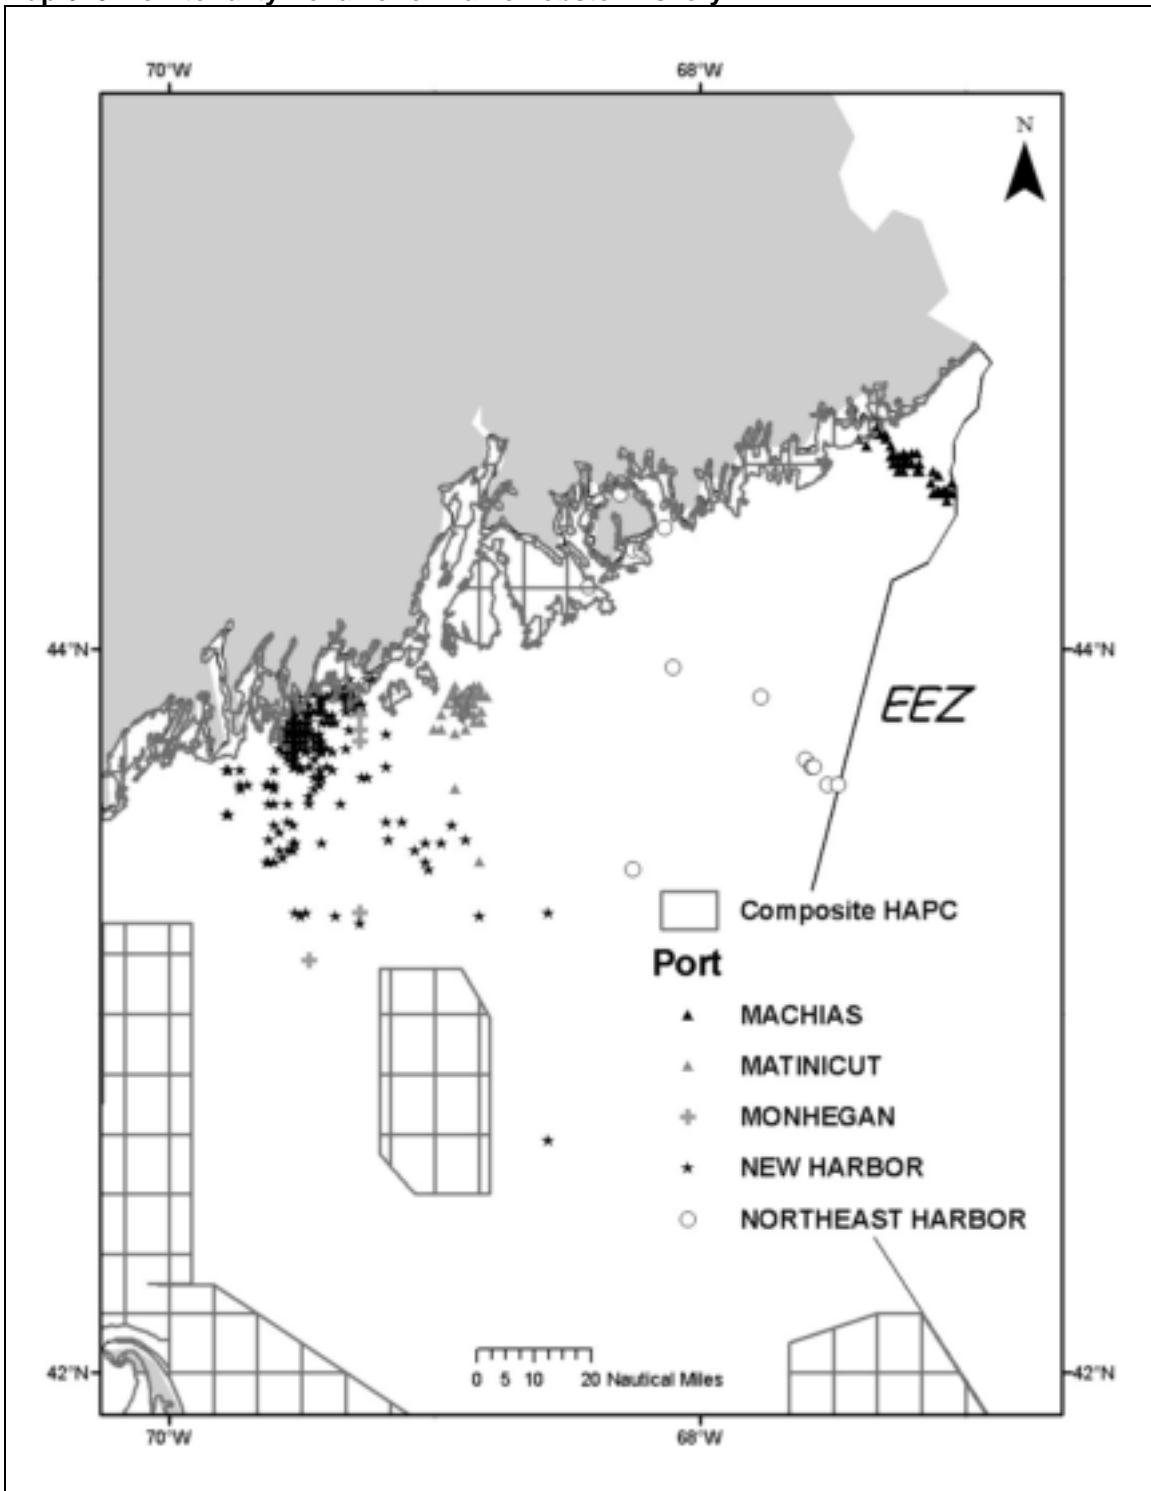 70°W 68°W
N
44°N 44°N
EEZ
Composite HAPC
Port
MACHIAS
MATINICUT
MONHEGAN
NEW HARBOR
NORTHEAST HARBOR
0 5 10 20 Nautical Miles
42°N 42°N
70°W 68°W